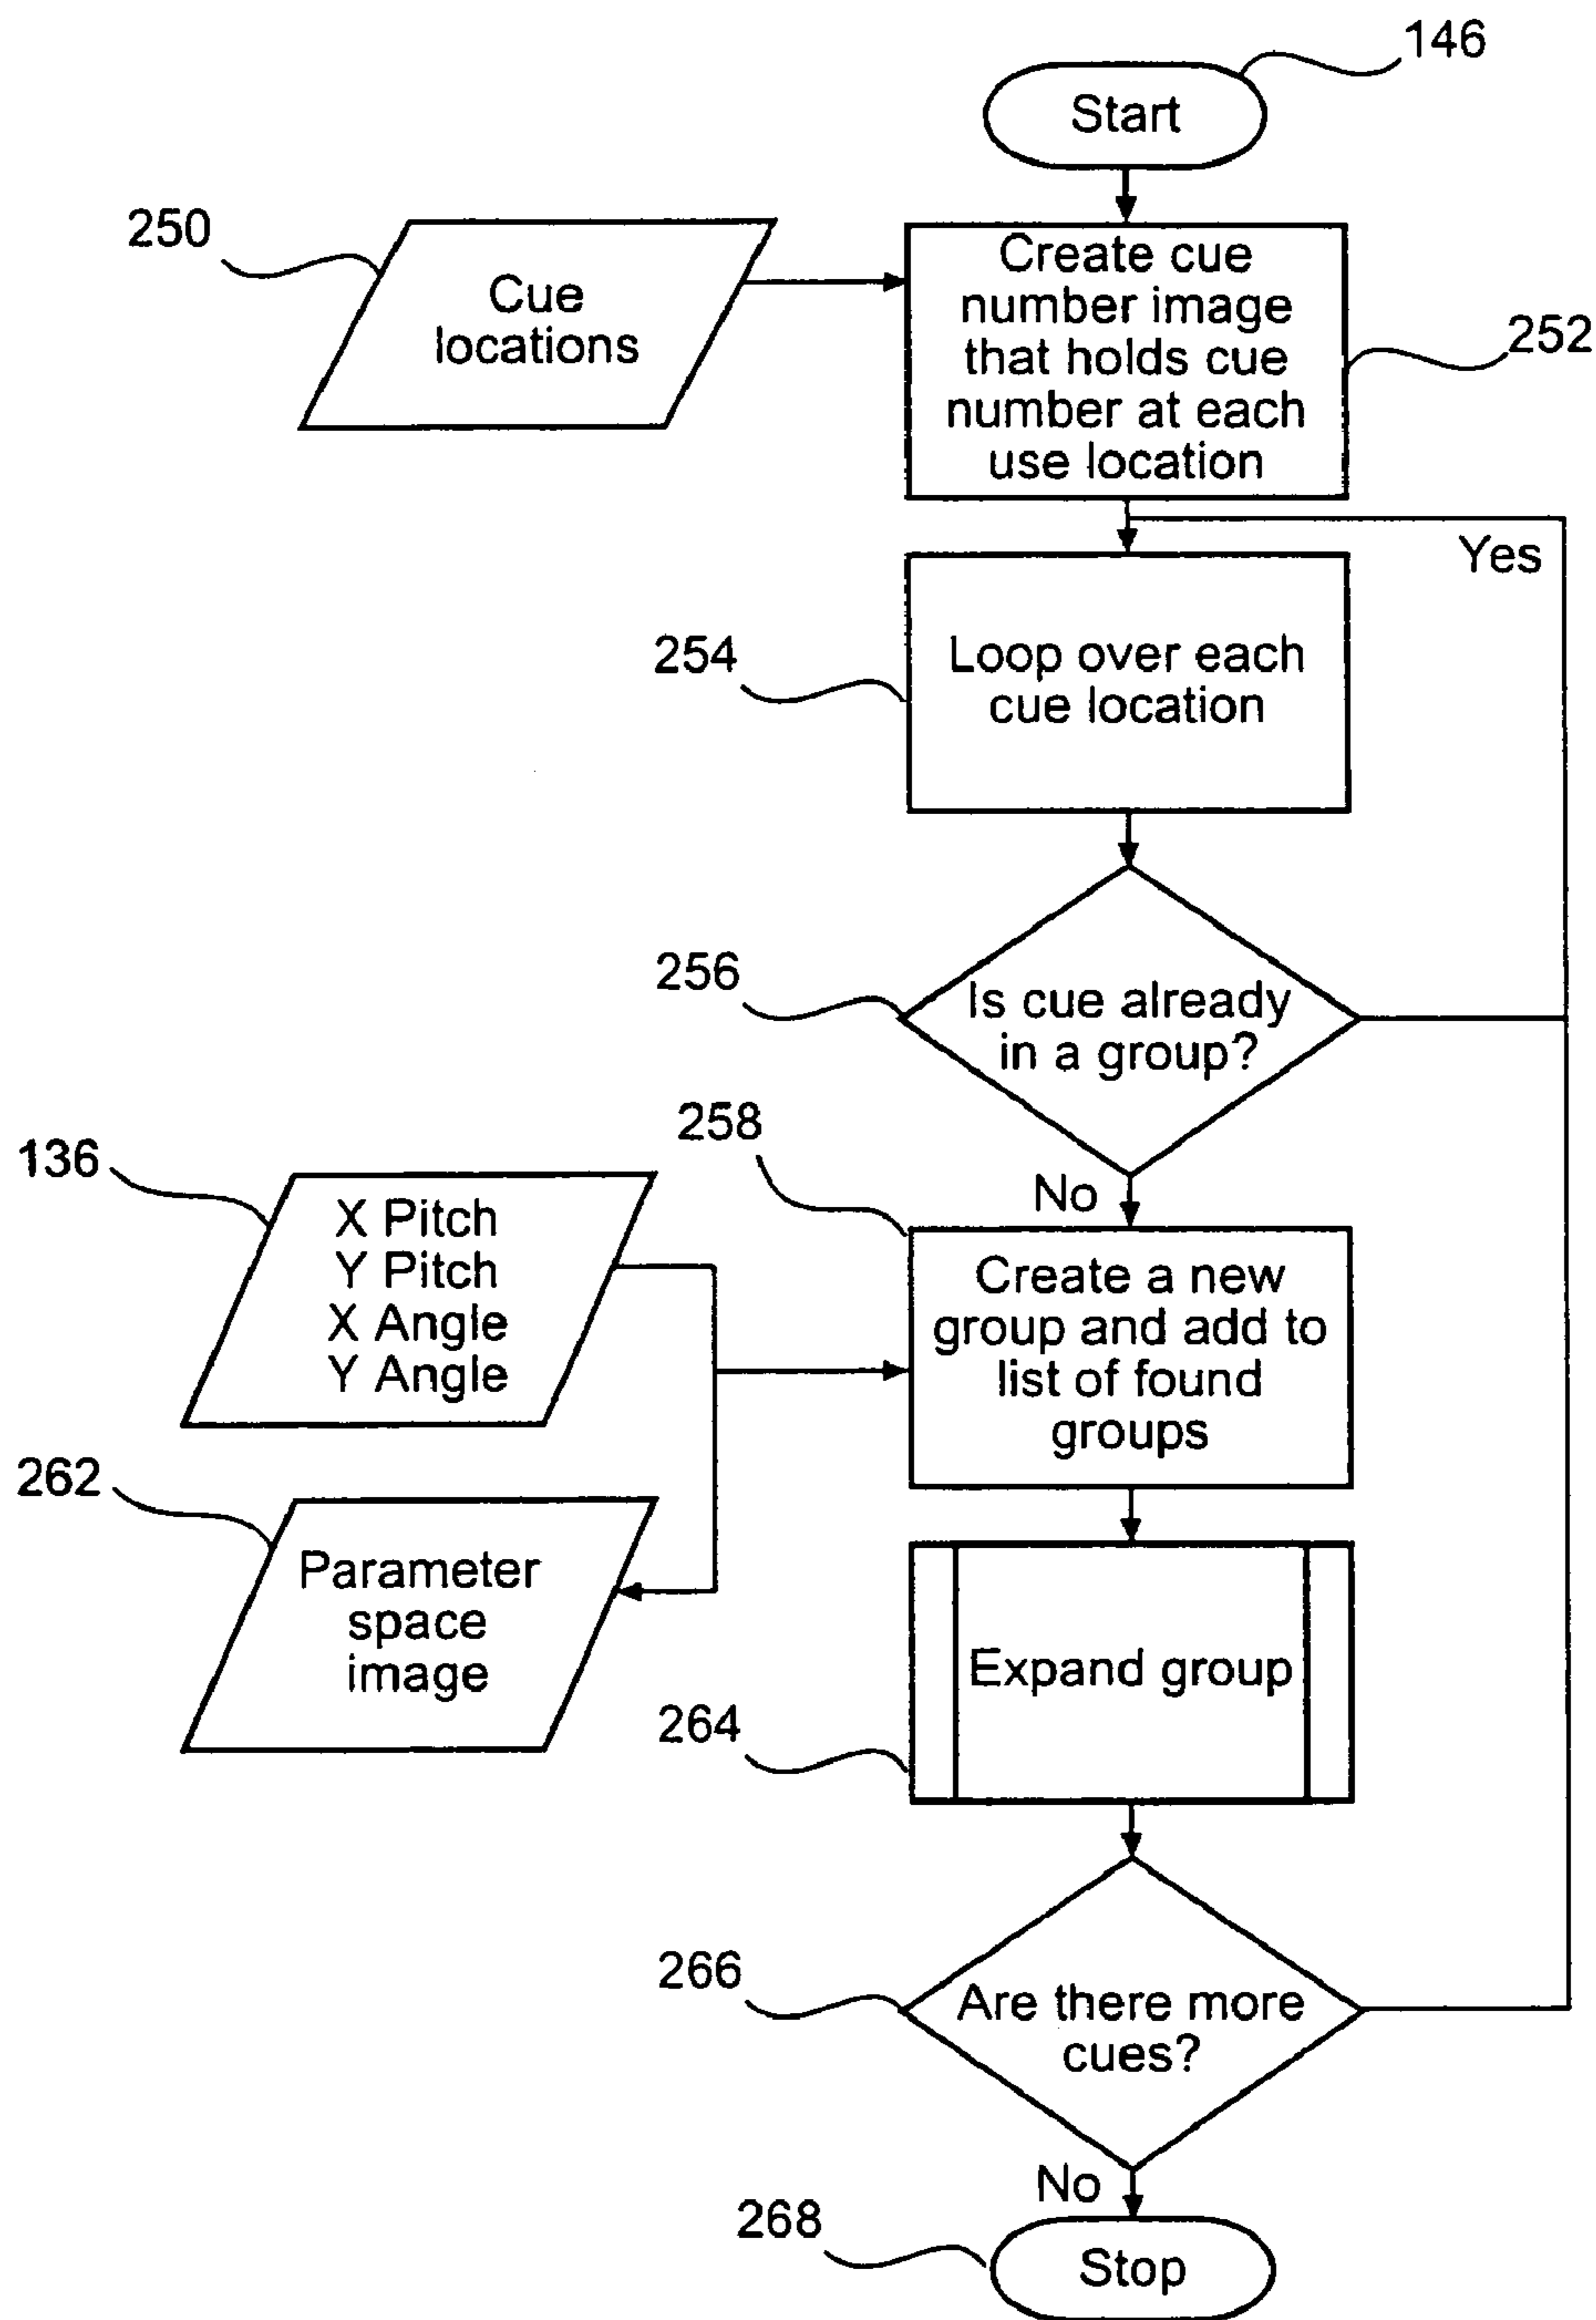 146
Start
250
Cue
locations
Create cue
number image
that holds cue
number at each
use location
252
Yes
254
Loop over each
cue location
256
Is cue already
in a group?
258
No
136
X Pitch
Y Pitch
X Angle
Y Angle
Create a new
group and add to
list of found
groups
262
Parameter
space
image
Expand group
264
266
Are there more
cues?
No
268
Stop